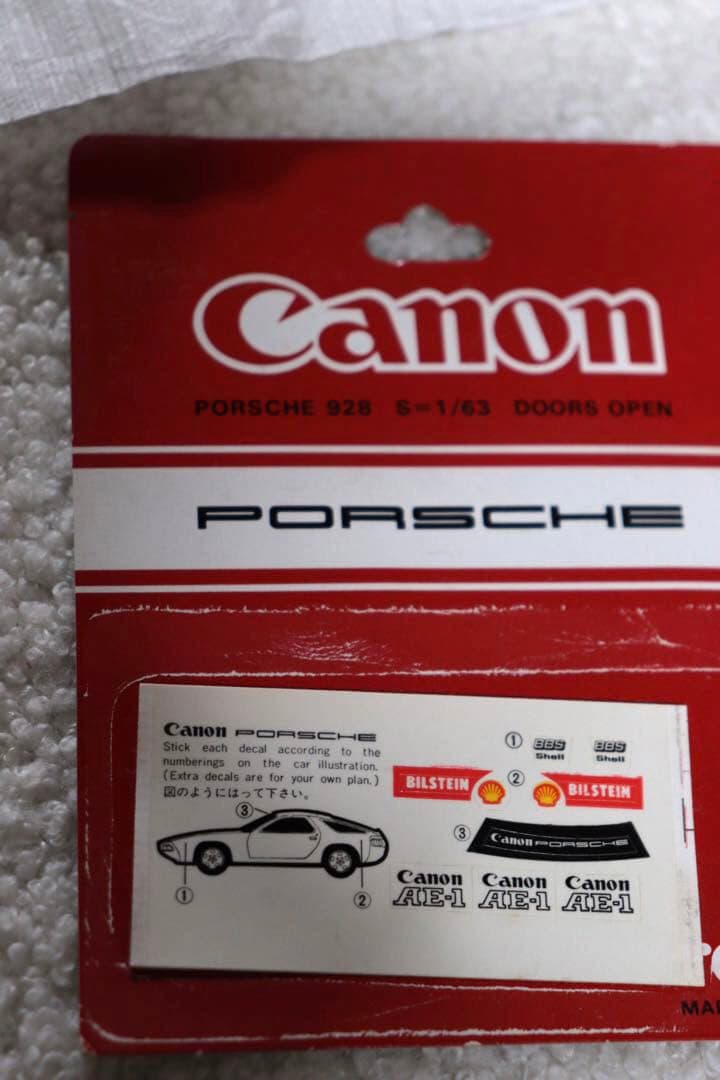 Canon
PORSCHE 928 S=1/63 DOORS OPEN
PORSCHE
Canon PORSCHE
Stick each decal according to the
numberings on the car illustration.
(Extra decals are for your own plan.)
図のようにはって下さい。
③
①
②
① BBS BBS
Shell Shell
BILSTEIN ② BILSTEIN
③ Canon PORSCHE
Canon Canon Canon
AE-1 AE-1 AE-1